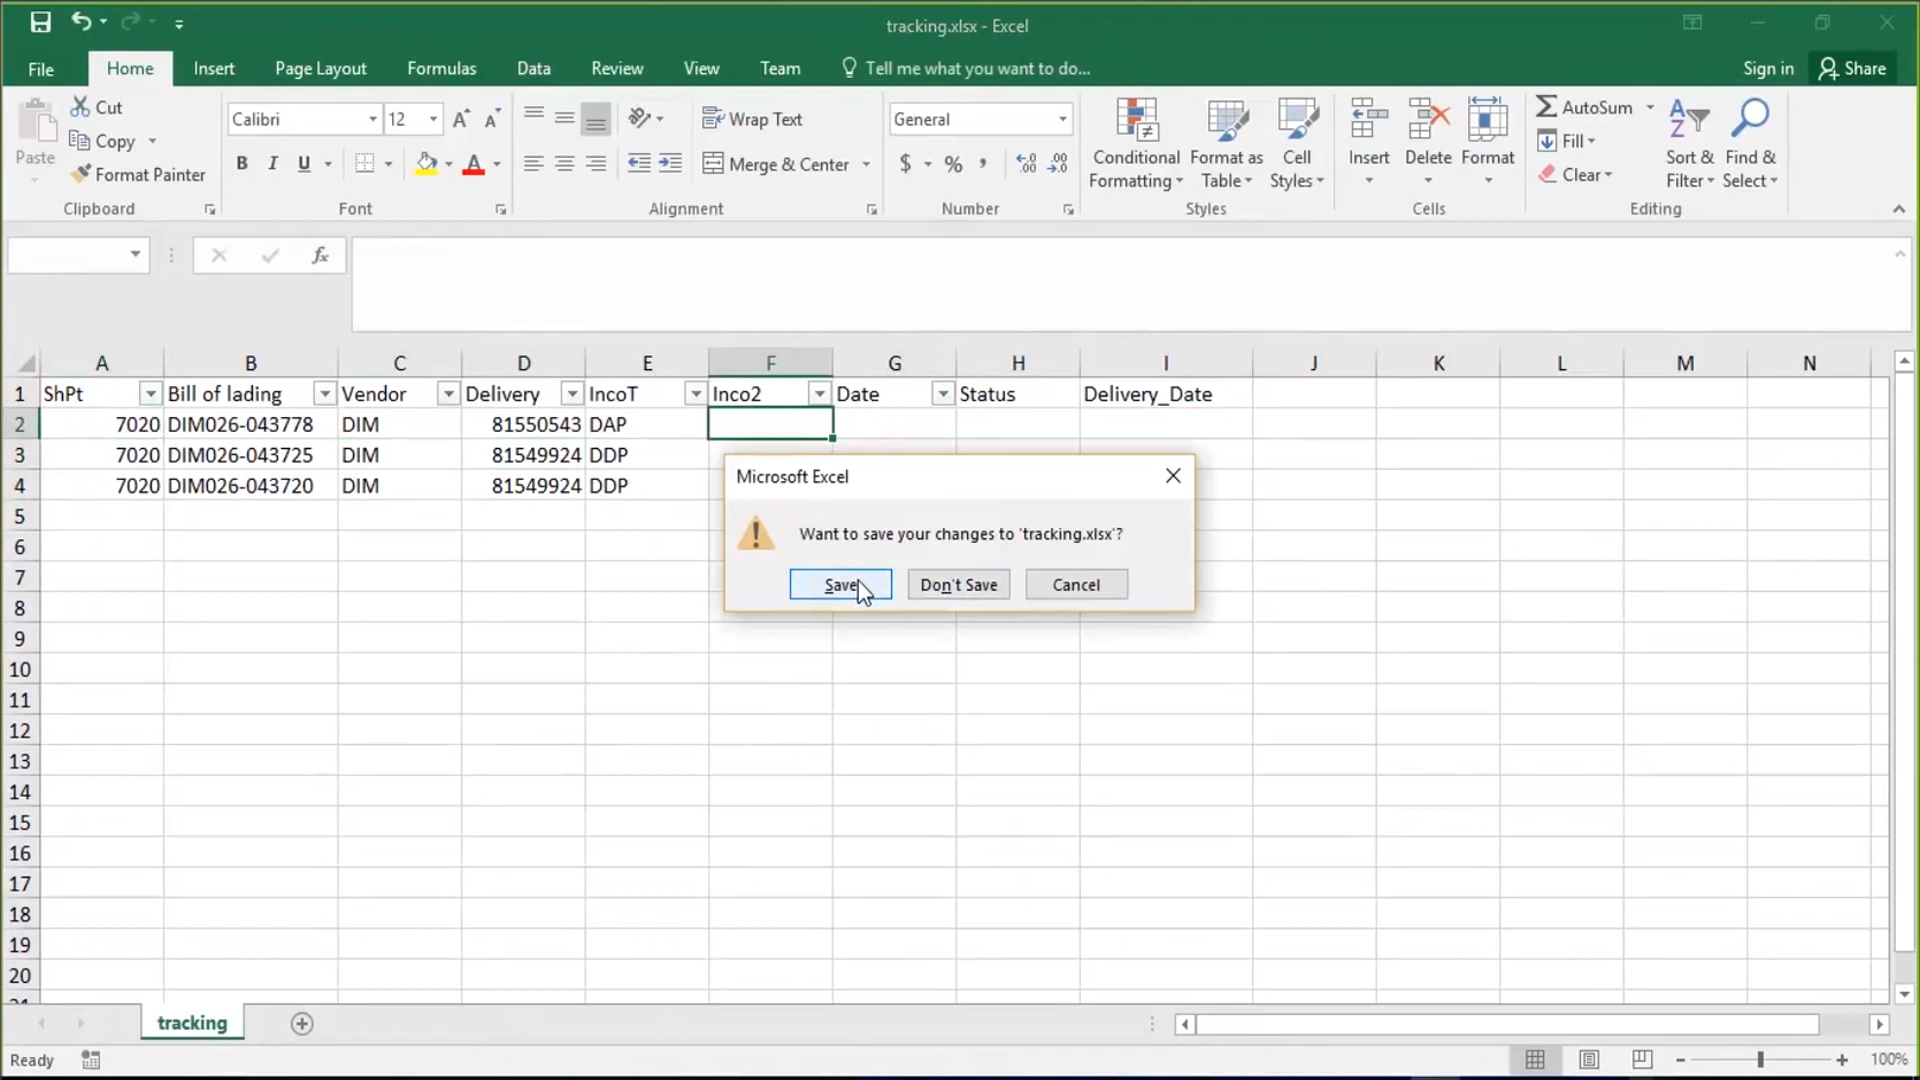 tracking.xlsx - Excel
File Home Insert Page Layout Formulas Data Review View Team Tell me what you want to do... Sign in Share
Paste
Cut
Copy
Format Painter
Clipboard
Calibri 12
B I U
Font
Wrap Text
Merge & Center
Alignment
General
$ % ,
Number
Conditional Formatting
Format as Table
Cell Styles
Styles
Insert Delete Format
Cells
AutoSum
Fill
Clear
Sort & Filter
Find & Select
Editing
fx
A B C D E F G H I J K L M N
1 ShPt Bill of lading Vendor Delivery IncoT Inco2 Date Status Delivery_Date
2 7020 DIM026-043778 DIM 81550543 DAP
3 7020 DIM026-043725 DIM 81549924 DDP
4 7020 DIM026-043720 DIM 81549924 DDP
5
6
7
8
9
10
11
12
13
14
15
16
17
18
19
20
Microsoft Excel
Want to save your changes to 'tracking.xlsx'?
Save Don't Save Cancel
tracking
Ready
100%